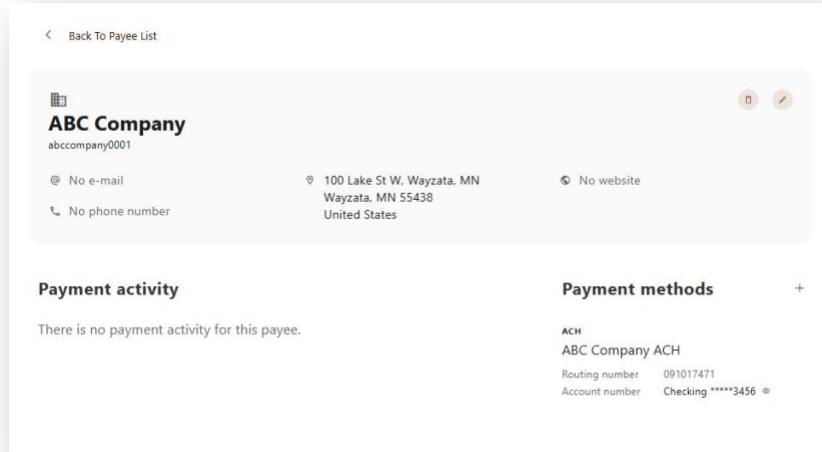 Back To Payee List
ABC Company
abccompany0001
No e-mail
No phone number
100 Lake St W, Wayzata, MN
Wayzata, MN 55438
United States
No website
Payment activity
There is no payment activity for this payee.
Payment methods
ACH
ABC Company ACH
Routing number 091017471
Account number Checking *****3456